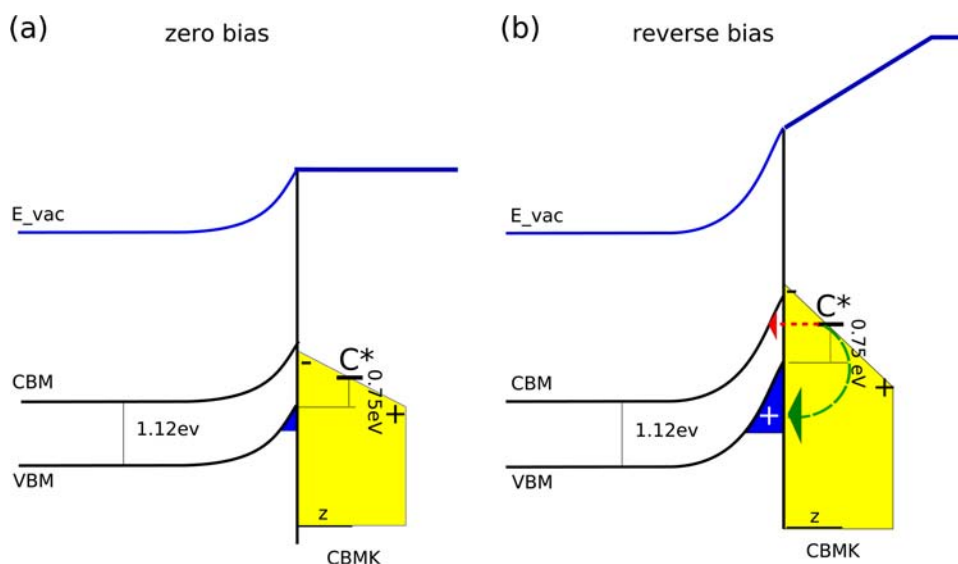 (a) zero bias
E_vac
CBM
1.12ev
VBM
-
C*
0.75eV
+
z
CBMK
(b) reverse bias
E_vac
CBM
1.12ev
VBM
-
C*
0.75 eV
+
+
z
CBMK